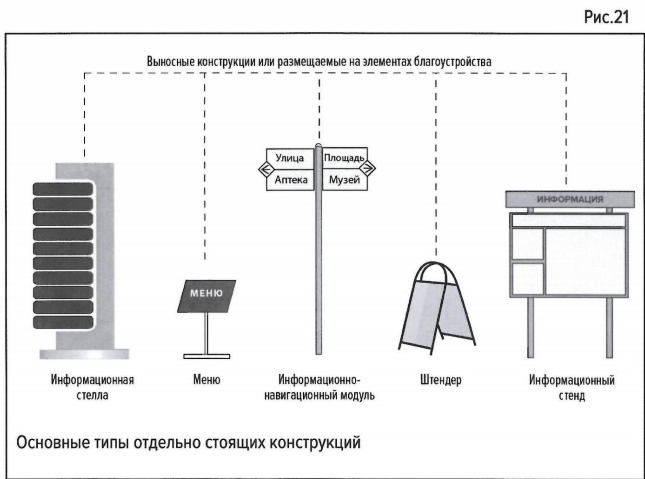 Рис.21
Выносные конструкции или размещаемые на элементах благоустройства
Улица
Площадь
Аптека
Музей
ИНФОРМАЦИЯ
МЕНЮ
Информационная
стелла
Меню
Информационно-
навигационный модуль
Штендер
Информационный
стенд
Основные типы отдельно стоящих конструкций